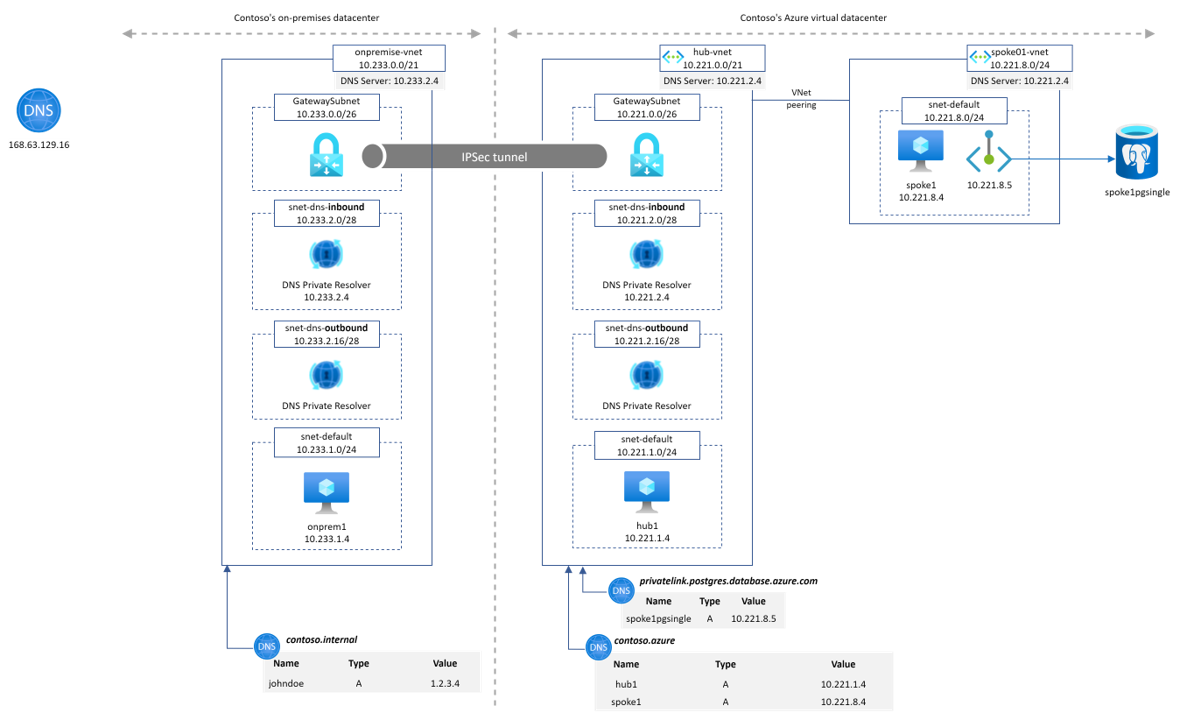 Contoso's on-premises datacenter
Contoso's Azure virtual datacenter
DNS
168.63.129.16
onpremise-vnet
10.233.0.0/21
DNS Server: 10.233.2.4
GatewaySubnet
10.233.0.0/26
IPSec tunnel
snet-dns-inbound
10.233.2.0/28
DNS Private Resolver
10.233.2.4
snet-dns-outbound
10.233.2.16/28
DNS Private Resolver
snet-default
10.233.1.0/24
onprem1
10.233.1.4
DNS
contoso.internal
Name Type Value
johndoe A 1.2.3.4
hub-vnet
10.221.0.0/21
DNS Server: 10.221.2.4
GatewaySubnet
10.221.0.0/26
snet-dns-inbound
10.221.2.0/28
DNS Private Resolver
10.221.2.4
snet-dns-outbound
10.221.2.16/28
DNS Private Resolver
snet-default
10.221.1.0/24
hub1
10.221.1.4
VNet
peering
spoke01-vnet
10.221.8.0/24
DNS Server: 10.221.2.4
snet-default
10.221.8.0/24
spoke1
10.221.8.4
10.221.8.5
spoke1pgsingle
DNS
privatelink.postgres.database.azure.com
Name Type Value
spoke1pgsingle A 10.221.8.5
DNS
contoso.azure
Name Type Value
hub1 A 10.221.1.4
spoke1 A 10.221.8.4